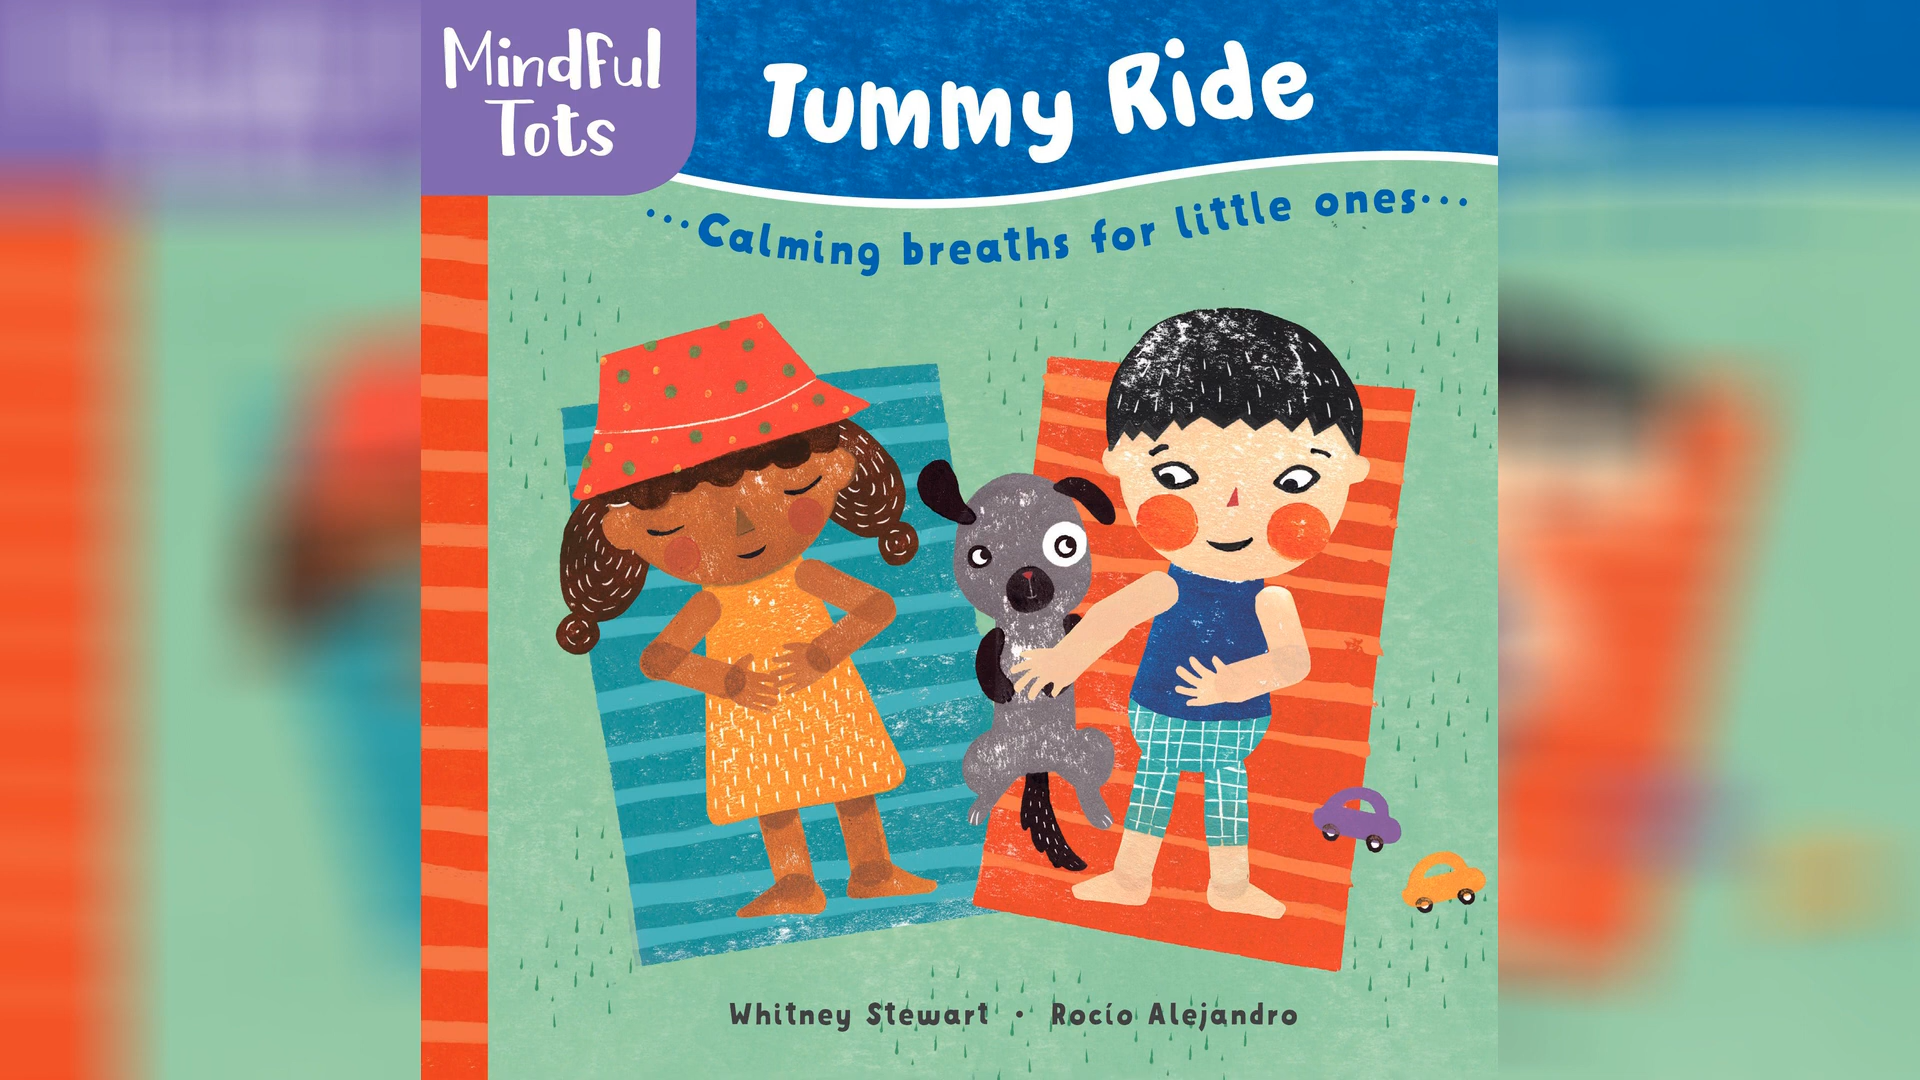 Mindful
Tots
Tummy Ride
...Calming breaths for little ones...
Whitney Stewart • Rocío Alejandro